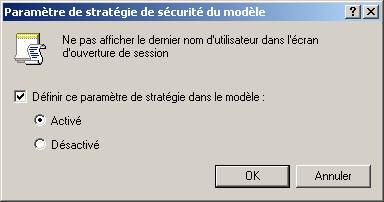 Paramètre de stratégie de sécurité du modèle
Ne pas afficher le dernier nom d'utilisateur dans l'écran
d'ouverture de session
Définir ce paramètre de stratégie dans le modèle :
Activé
Désactivé
OK
Annuler